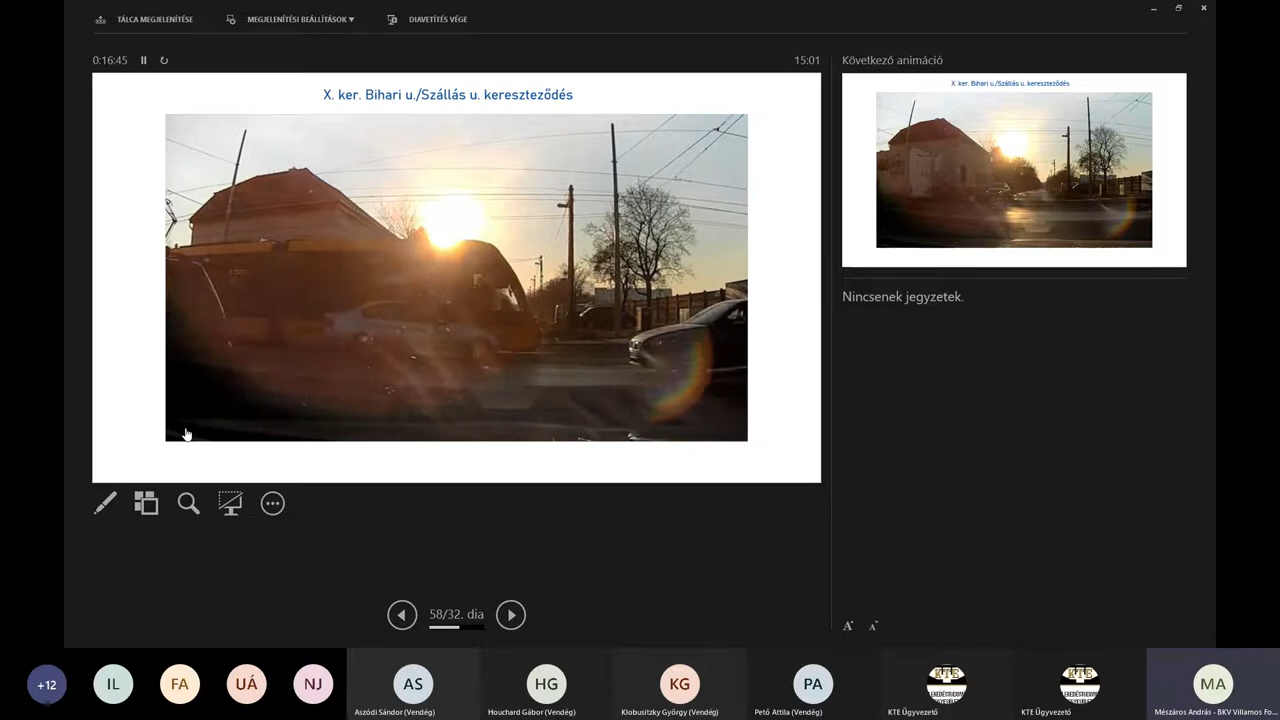 TÁLCA MEGJELENÍTÉSE
MEGJELENÍTÉSI BEÁLLÍTÁSOK
DIAVETÍTÉS VÉGE
0:16:45
15:01
Következő animáció
X. ker. Bihari u./Szállás u. kereszteződés
X. ker. Bihari u./Szállás u. kereszteződés
Nincsenek jegyzetek.
58/32. dia
A
A
+12
IL
FA
UÁ
NJ
AS
HG
KG
PA
KTE
KTE
MA
Aszódi Sándor (Vendég)
Houchard Gábor (Vendég)
Klobusitzky György (Vendég)
Pető Attila (Vendég)
KTE Ügyvezető
KTE Ügyvezető
Mészáros András - BKV Villamos Fo...